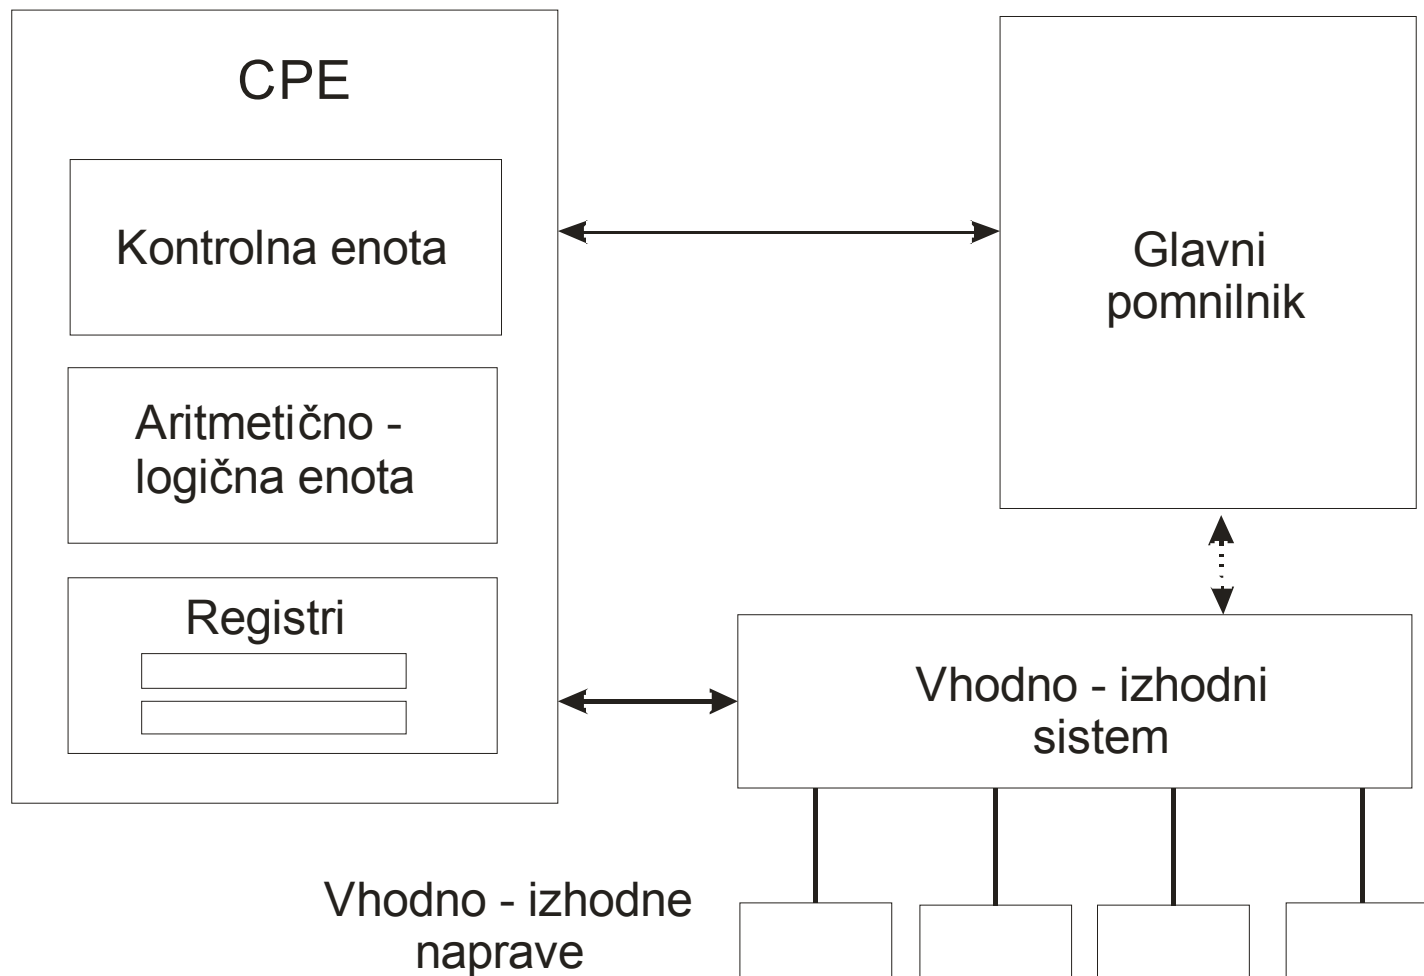 CPE
Kontrolna enota
Glavni
pomnilnik
Aritmetično -
logična enota
Registri
Vhodno - izhodni
sistem
Vhodno - izhodne
naprave